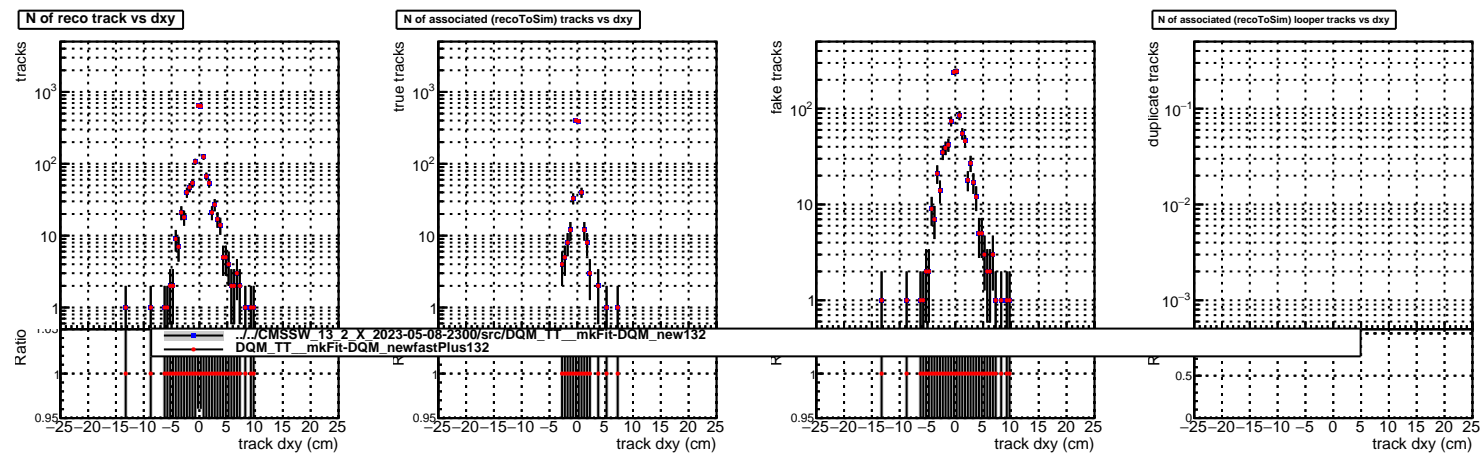 N of reco track vs dxy
N of associated (recoToSim) tracks vs dxy
N of associated (recoToSim) looper tracks vs dxy
tracks
10³
10²
10
1
true tracks
10³
10²
10
1
fake tracks
10²
10
1
duplicate tracks
10⁻¹
10⁻²
10⁻³
../../CMSSW_13_2_X_2023-05-08-2300/src/DQM_TT__mkFit-DQM_new132
DQM_TT__mkFit-DQM_newfastPlus132
Ratio
1.05
1
0.95
1
0.95
1
0.95
0.5
0
−25 −20 −15 −10 −5 0 5 10 15 20 25
track dxy (cm)
−25 −20 −15 −10 −5 0 5 10 15 20 25
track dxy (cm)
−25 −20 −15 −10 −5 0 5 10 15 20 25
track dxy (cm)
−25 −20 −15 −10 −5 0 5 10 15 20 25
track dxy (cm)